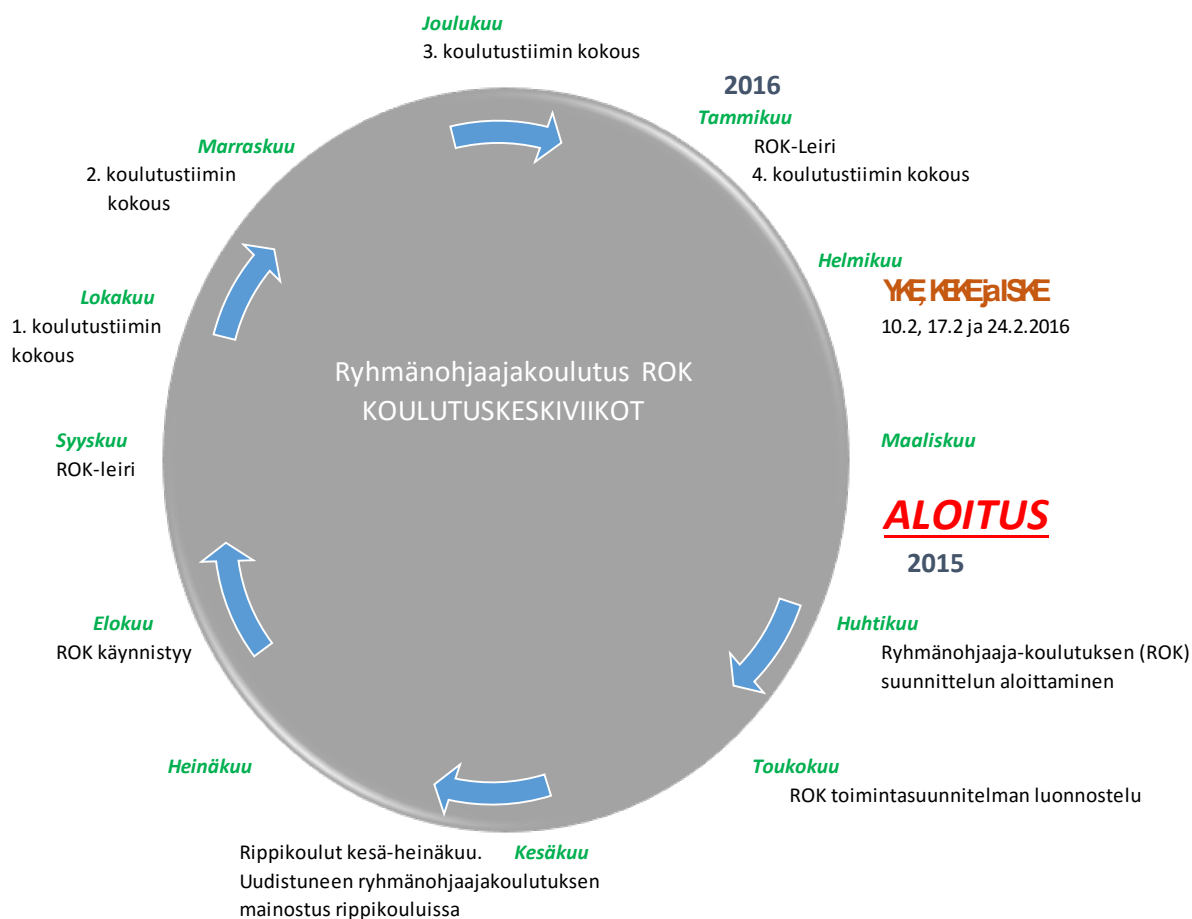 Joulukuu
3. koulutustiimin kokous
2016
Tammikuu
ROK-Leiri
4. koulutustiimin kokous
Marraskuu
2. koulutustiimin
kokous
Helmikuu
YKE, KEKE ja ISKE
10.2, 17.2 ja 24.2.2016
Lokakuu
1. koulutustiimin
kokous
Ryhmänohjaajakoulutus ROK
KOULUTUSKESKIVIIKOT
Syyskuu
ROK-leiri
Maaliskuu
ALOITUS
2015
Elokuu
ROK käynnistyy
Huhtikuu
Ryhmänohjaaja-koulutuksen (ROK)
suunnittelun aloittaminen
Heinäkuu
Toukokuu
ROK toimintasuunnitelman luonnostelu
Rippikoulut kesä-heinäkuu. Kesäkuu
Uudistuneen ryhmänohjaajakoulutuksen
mainostus rippikouluissa